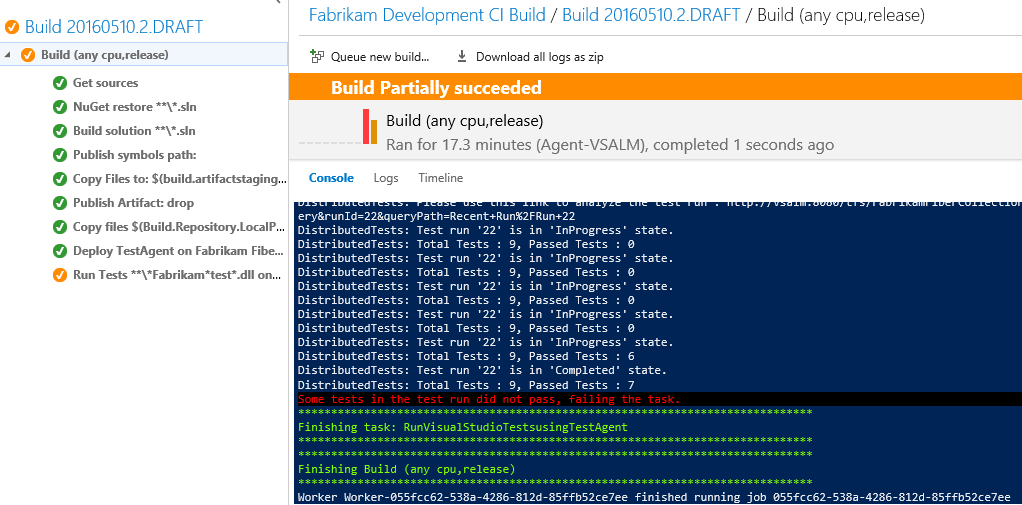 Build 20160510.2.DRAFT
Build (any cpu,release)
Get sources
NuGet restore **\*.sln
Build solution **\*.sln
Publish symbols path:
Copy Files to: $(build.artifactstaging...
Publish Artifact: drop
Copy files $(Build.Repository.LocalP...
Deploy TestAgent on Fabrikam Fibe...
Run Tests **\*Fabrikam*test*.dll on...
Fabrikam Development CI Build / Build 20160510.2.DRAFT / Build (any cpu,release)
Queue new build... Download all logs as zip
Build Partially succeeded
Build (any cpu,release)
Ran for 17.3 minutes (Agent-VSALM), completed 1 seconds ago
Console Logs Timeline
DistributedTests: Please use this link to analyze the test run : http://vsalm:8080/tfs/FabrikamFiberCollection
ery&runId=22&queryPath=Recent+Run%2FRun+22
DistributedTests: Test run '22' is in 'InProgress' state.
DistributedTests: Total Tests : 9, Passed Tests : 0
DistributedTests: Test run '22' is in 'InProgress' state.
DistributedTests: Total Tests : 9, Passed Tests : 0
DistributedTests: Test run '22' is in 'InProgress' state.
DistributedTests: Total Tests : 9, Passed Tests : 0
DistributedTests: Test run '22' is in 'InProgress' state.
DistributedTests: Total Tests : 9, Passed Tests : 0
DistributedTests: Test run '22' is in 'InProgress' state.
DistributedTests: Total Tests : 9, Passed Tests : 6
DistributedTests: Test run '22' is in 'Completed' state.
DistributedTests: Total Tests : 9, Passed Tests : 7
Some tests in the test run did not pass, failing the task.
******************************************************************************
Finishing task: RunVisualStudioTestsusingTestAgent
******************************************************************************
******************************************************************************
Finishing Build (any cpu,release)
******************************************************************************
Worker Worker-055fcc62-538a-4286-812d-85ffb52ce7ee finished running job 055fcc62-538a-4286-812d-85ffb52ce7ee